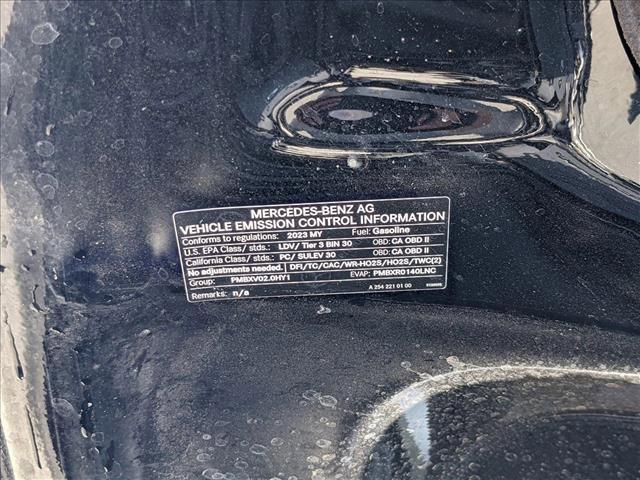 MERCEDES-BENZ AG
VEHICLE EMISSION CONTROL INFORMATION
Conforms to regulations: 2023 MY Fuel: Gasoline
U.S. EPA Class/ stds.: LDV/ Tier 3 BIN 30 OBD: CA OBD II
California Class/ stds.: PC/ SULEV 30 OBD: CA OBD II
No adjustments needed. DFI/TC/CAC/WR-HO2S/HO2S/TWC(2)
Group: PMBXV02.0HY1 EVAP: PMBXR0140LNC
Remarks: n/a A 254 221 01 00